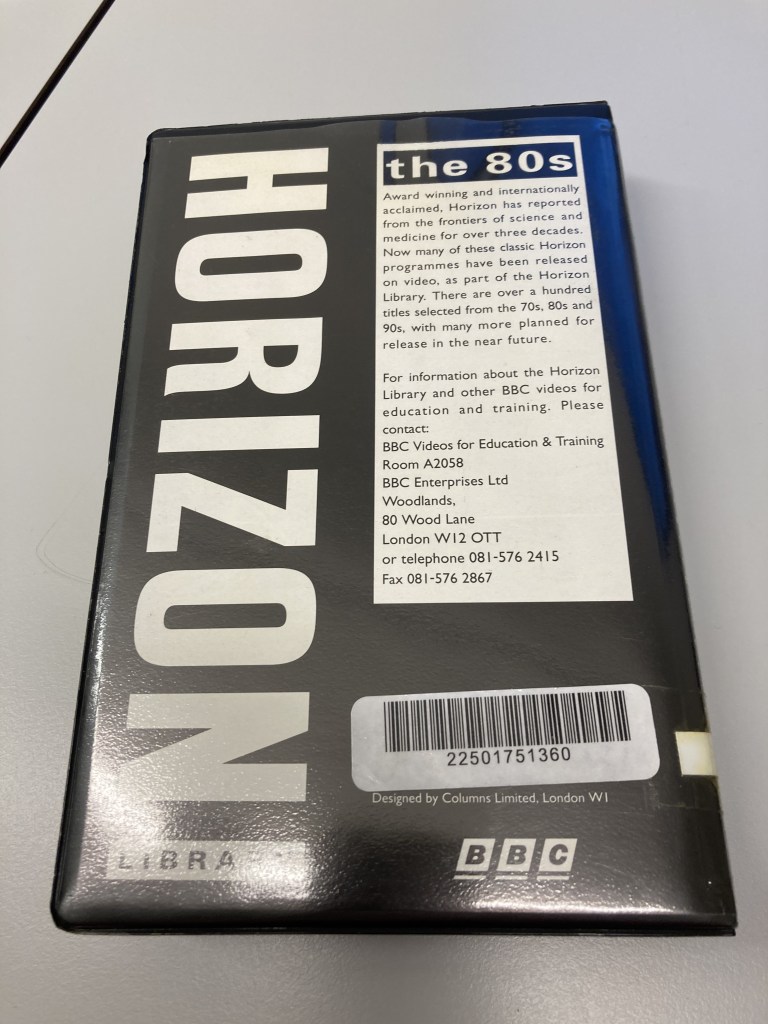 HORIZON
LIBRARY
the 80s
Award winning and internationally
acclaimed, Horizon has reported
from the frontiers of science and
medicine for over three decades.
Now many of these classic Horizon
programmes have been released
on video, as part of the Horizon
Library. There are over a hundred
titles selected from the 70s, 80s and
90s, with many more planned for
release in the near future.
For information about the Horizon
Library and other BBC videos for
education and training. Please
contact:
BBC Videos for Education & Training
Room A2058
BBC Enterprises Ltd
Woodlands,
80 Wood Lane
London W12 OTT
or telephone 081-576 2415
Fax 081-576 2867
22501751360
Designed by Columns Limited, London W1
BBC